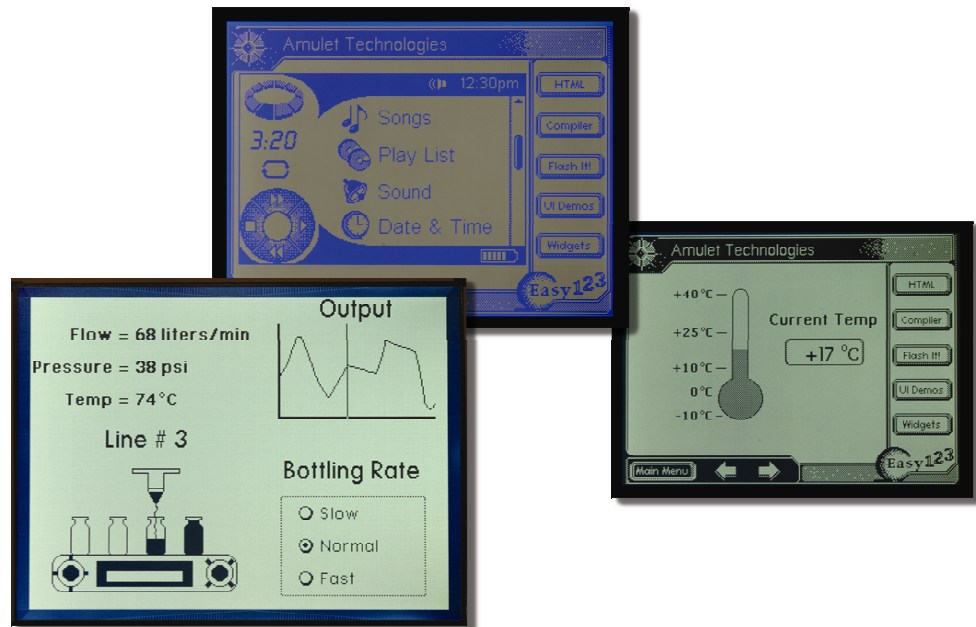 Amulet Technologies
12:30pm
3:20
Songs
Play List
Sound
Date & Time
HTML
Compiler
Flash It!
UI Demos
Widgets
Easy123
Flow = 68 liters/min
Pressure = 38 psi
Temp = 74°C
Line # 3
Output
Bottling Rate
Slow
Normal
Fast
Amulet Technologies
+40°C
+25°C
+10°C
0°C
-10°C
Current Temp
+17 °C
HTML
Compiler
Flash It!
UI Demos
Widgets
Main Menu
Easy123